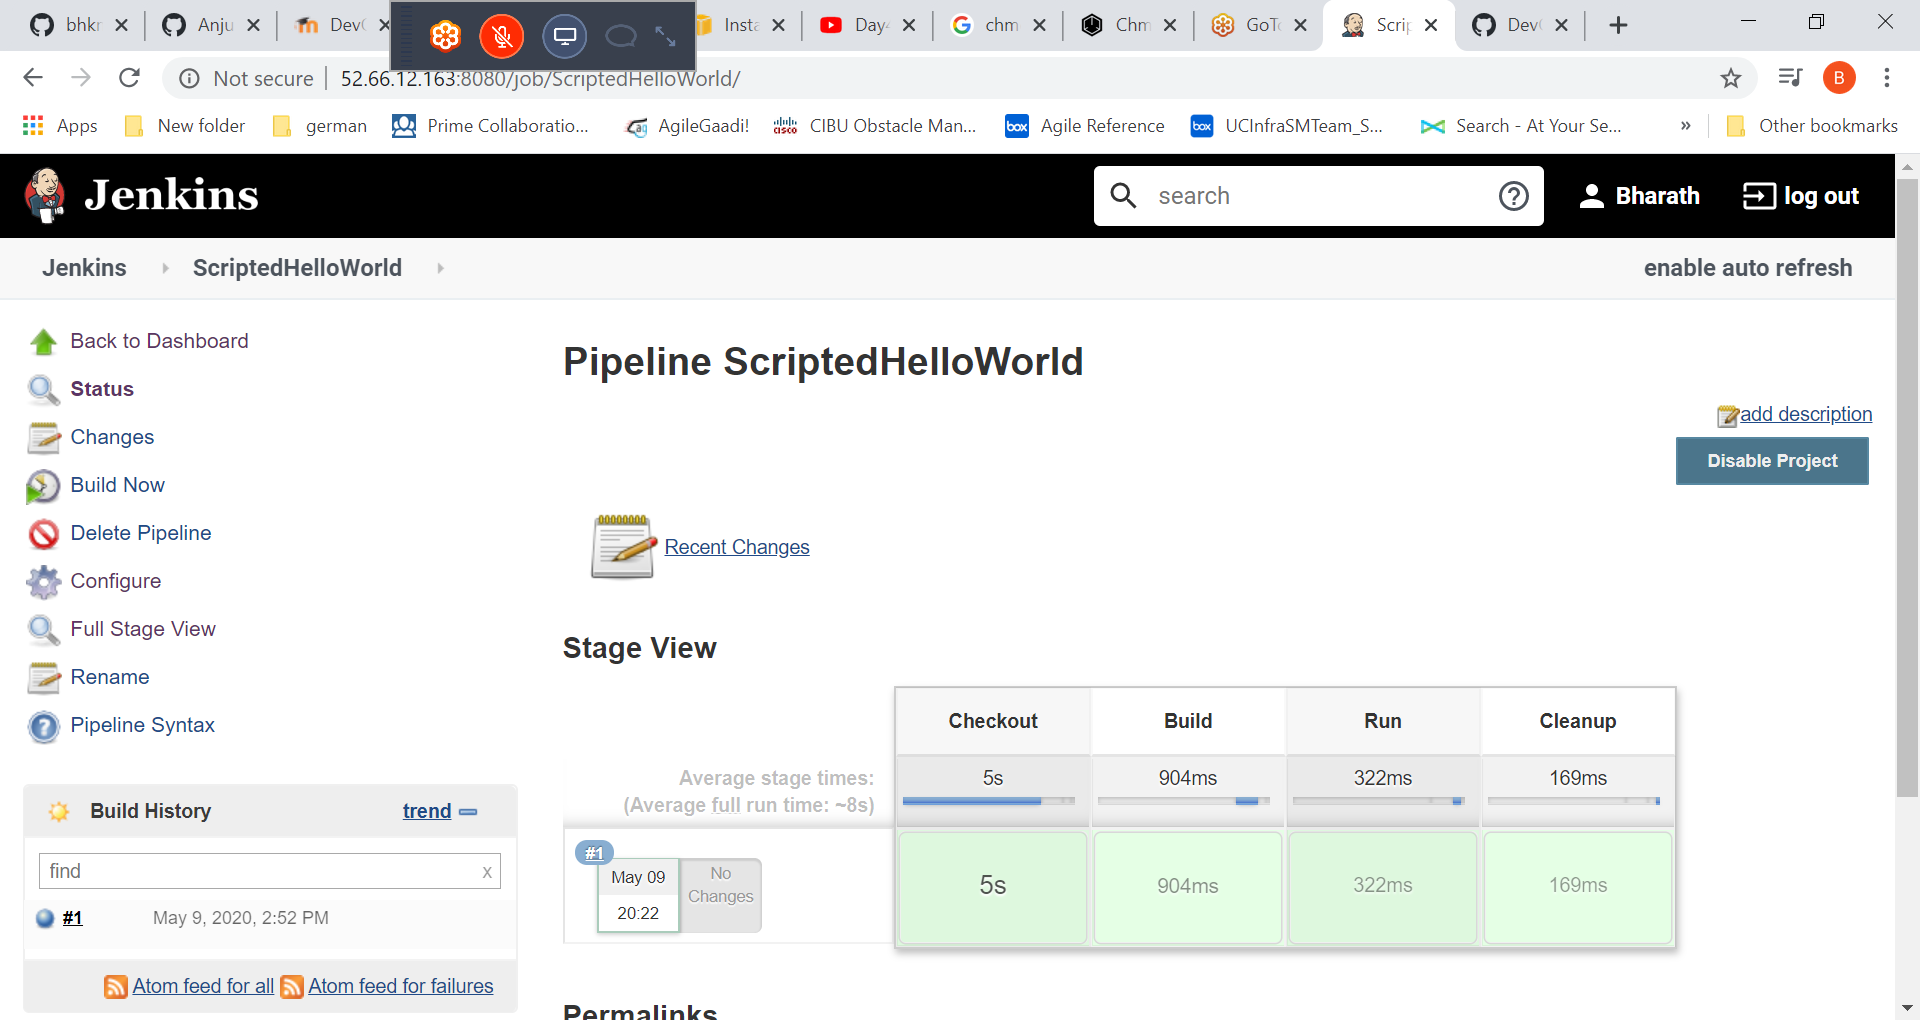 bhkr
Anju
Dev
Insta
Day
chm
Chm
GoTo
Scrip
Dev
Not secure
52.66.12.163:8080/job/ScriptedHelloWorld/
B
Apps
New folder
german
Prime Collaboratio...
AgileGaadi!
CISCO
CIBU Obstacle Man...
box
Agile Reference
box
UCInfraSMTeam_S...
Search - At Your Se...
»
Other bookmarks
Jenkins
search
Bharath
log out
Jenkins
ScriptedHelloWorld
enable auto refresh
Back to Dashboard
Status
Changes
Build Now
Delete Pipeline
Configure
Full Stage View
Rename
Pipeline Syntax
Build History
trend
find
x
#1
May 9, 2020, 2:52 PM
Atom feed for all
Atom feed for failures
Pipeline ScriptedHelloWorld
add description
Disable Project
Recent Changes
Stage View
Checkout
Build
Run
Cleanup
Average stage times:
(Average full run time: ~8s)
5s
904ms
322ms
169ms
#1
May 09
20:22
No
Changes
5s
904ms
322ms
169ms
Permalinks